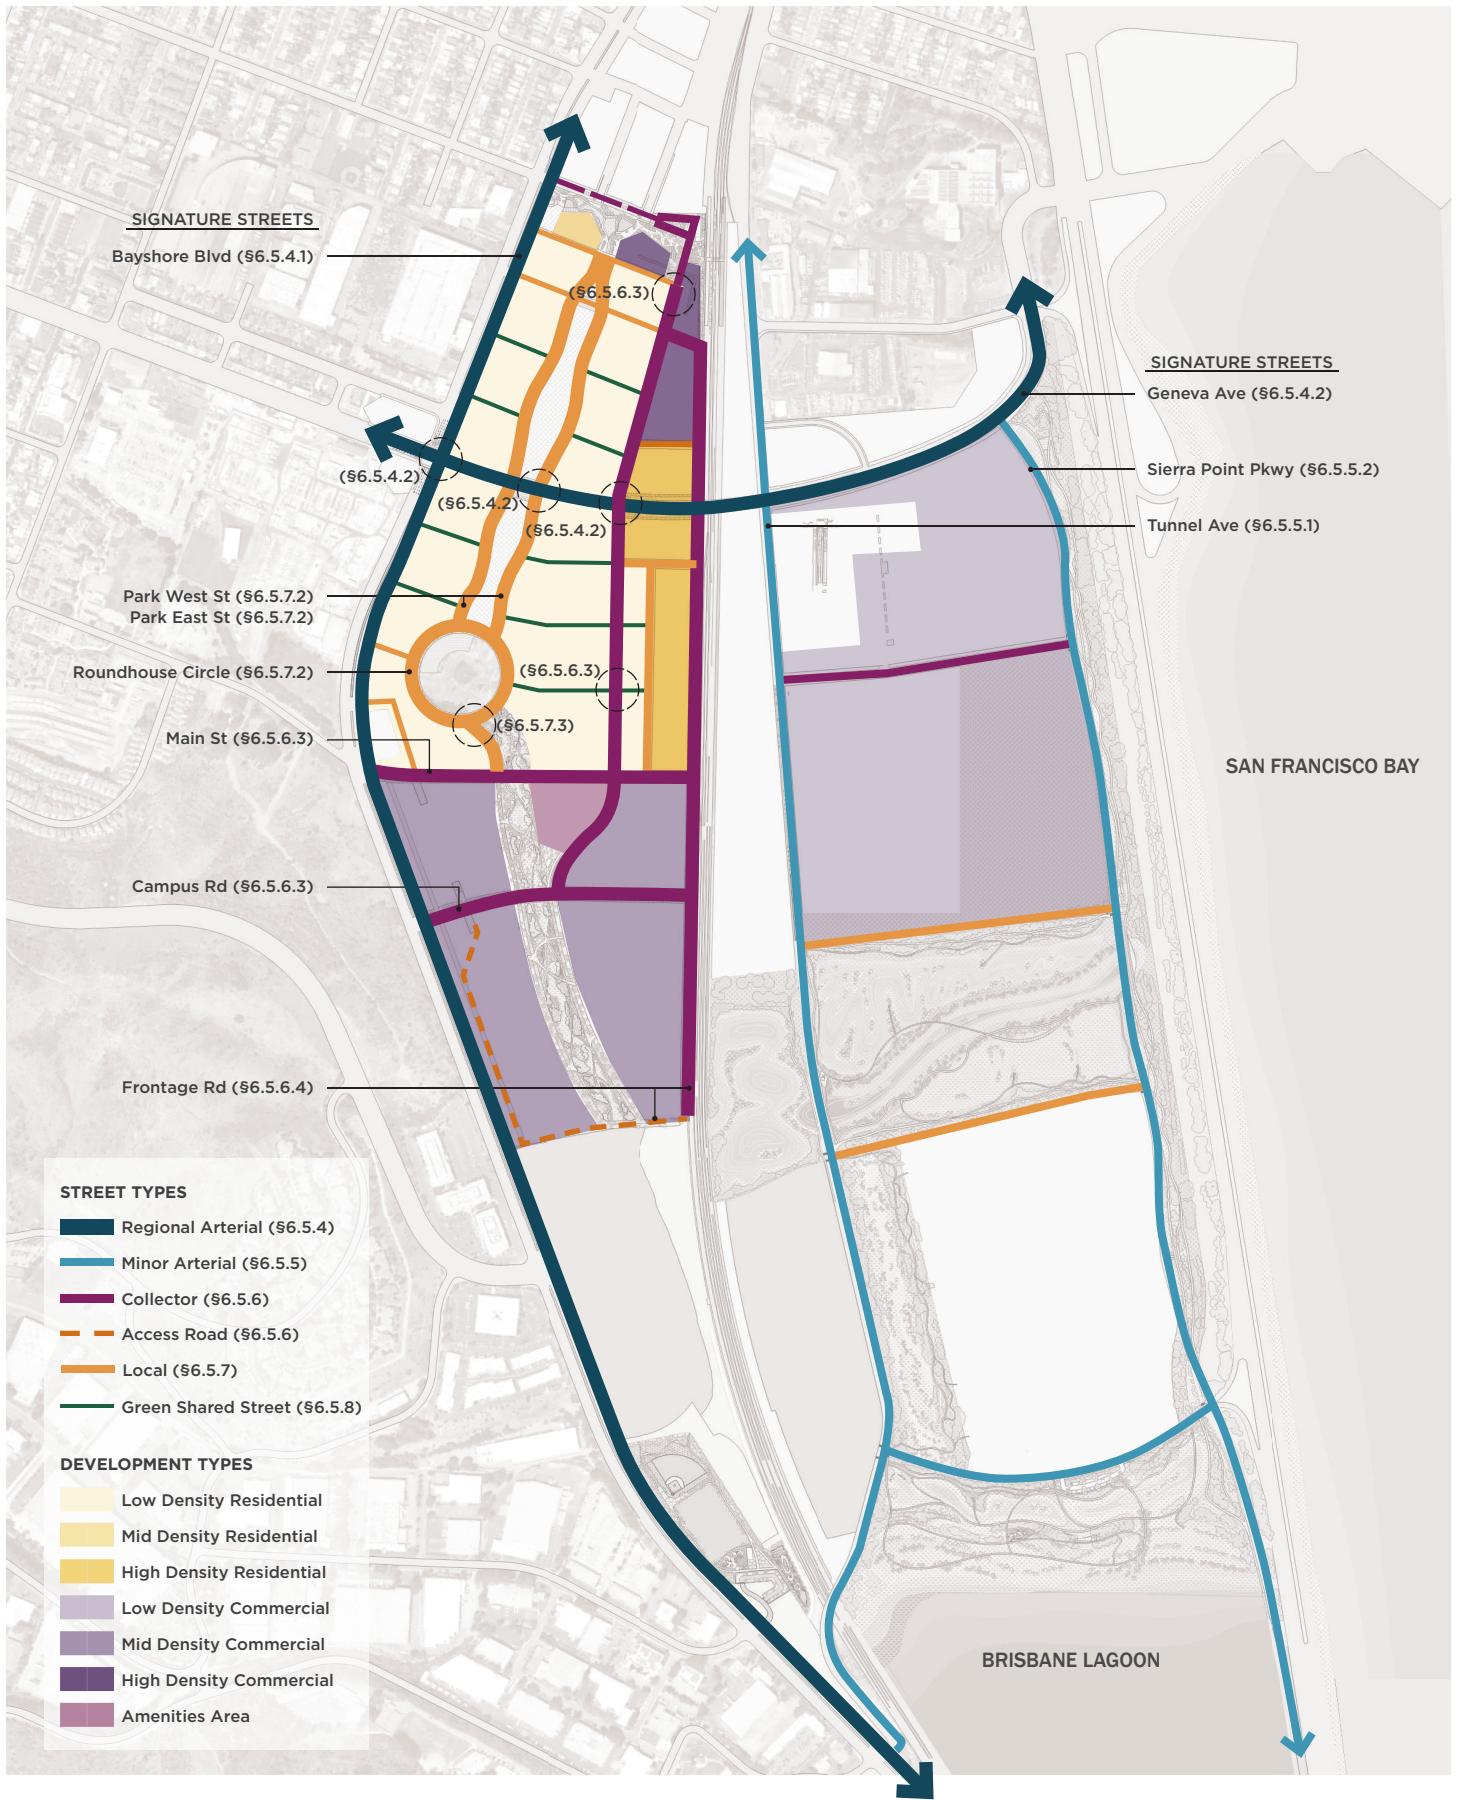 SIGNATURE STREETS
Bayshore Blvd (§6.5.4.1)
(§6.5.6.3)
SIGNATURE STREETS
Geneva Ave (§6.5.4.2)
Sierra Point Pkwy (§6.5.5.2)
Tunnel Ave (§6.5.5.1)
(§6.5.4.2)
(§6.5.4.2)
(§6.5.4.2)
Park West St (§6.5.7.2)
Park East St (§6.5.7.2)
Roundhouse Circle (§6.5.7.2)
(§6.5.6.3)
(§6.5.7.3)
Main St (§6.5.6.3)
SAN FRANCISCO BAY
Campus Rd (§6.5.6.3)
Frontage Rd (§6.5.6.4)
STREET TYPES
Regional Arterial (§6.5.4)
Minor Arterial (§6.5.5)
Collector (§6.5.6)
Access Road (§6.5.6)
Local (§6.5.7)
Green Shared Street (§6.5.8)
DEVELOPMENT TYPES
Low Density Residential
Mid Density Residential
High Density Residential
Low Density Commercial
Mid Density Commercial
High Density Commercial
Amenities Area
BRISBANE LAGOON